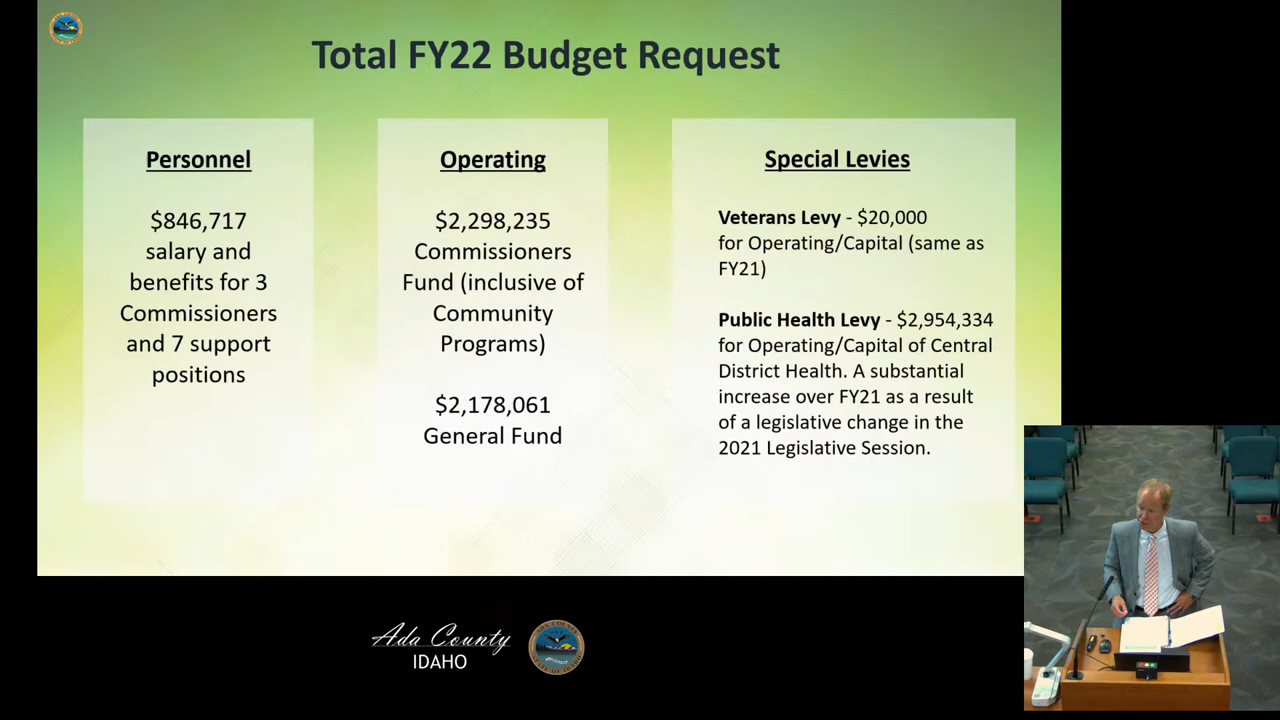 Total FY22 Budget Request
Personnel
$846,717
salary and
benefits for 3
Commissioners
and 7 support
positions
Operating
$2,298,235
Commissioners
Fund (inclusive of
Community
Programs)
$2,178,061
General Fund
Special Levies
Veterans Levy - $20,000
for Operating/Capital (same as
FY21)
Public Health Levy - $2,954,334
for Operating/Capital of Central
District Health. A substantial
increase over FY21 as a result
of a legislative change in the
2021 Legislative Session.
Ada County
IDAHO